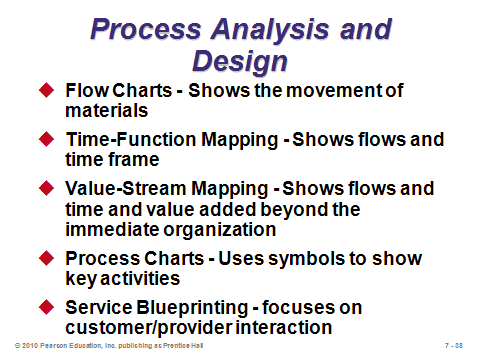 Process Analysis and
Design
Flow Charts - Shows the movement of
materials
Time-Function Mapping - Shows flows and
time frame
Value-Stream Mapping - Shows flows and
time and value added beyond the
immediate organization
Process Charts - Uses symbols to show
key activities
Service Blueprinting - focuses on
customer/provider interaction
© 2010 Pearson Education, Inc. publishing as Prentice Hall
7 - 38